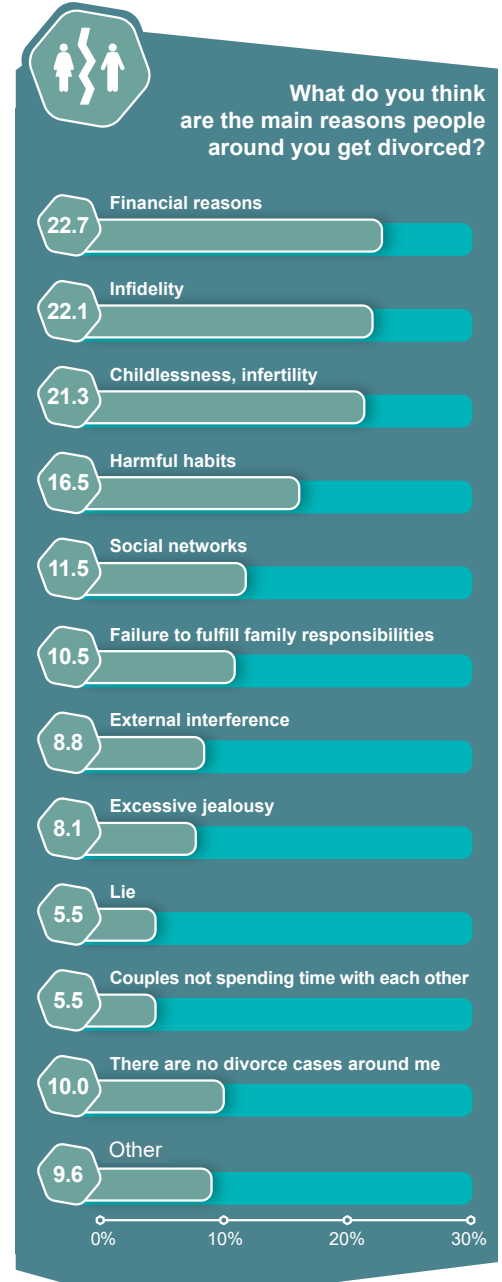 What do you think
are the main reasons people
around you get divorced?
Financial reasons
22.7
Infidelity
22.1
Childlessness, infertility
21.3
Harmful habits
16.5
Social networks
11.5
Failure to fulfill family responsibilities
10.5
External interference
8.8
Excessive jealousy
8.1
Lie
5.5
Couples not spending time with each other
5.5
There are no divorce cases around me
10.0
Other
9.6
0% 10% 20% 30%